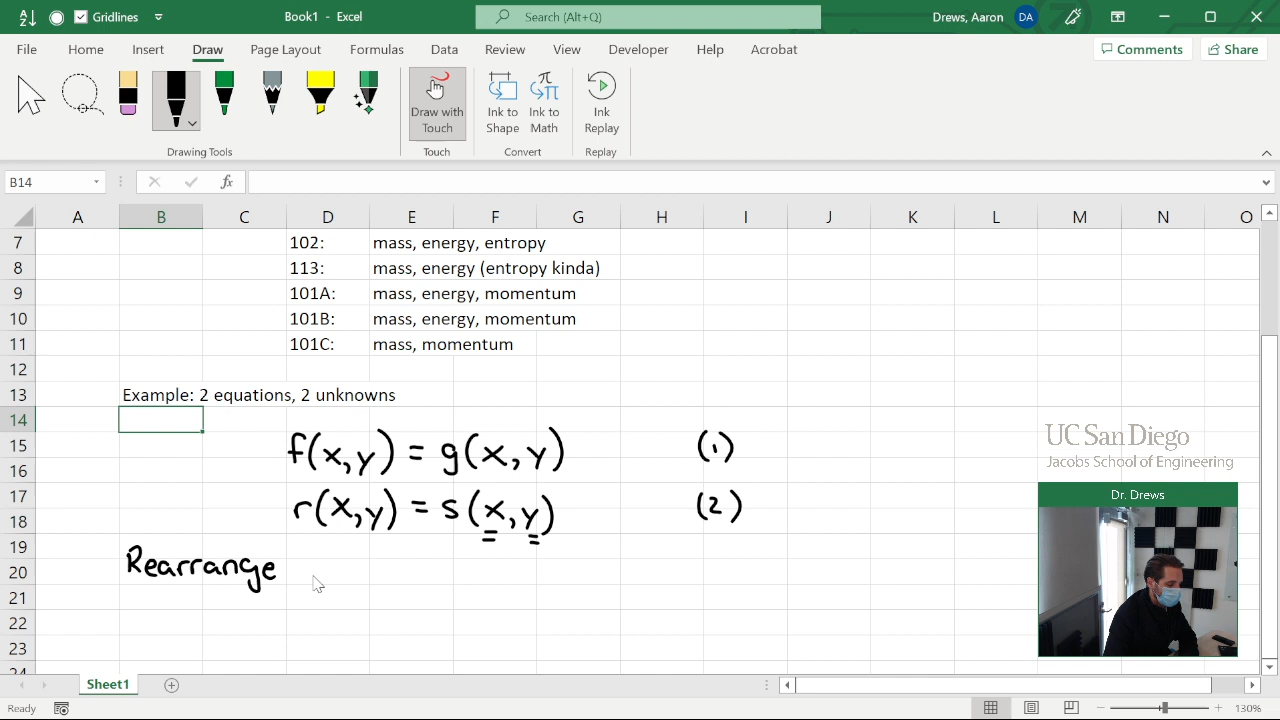 Gridlines
Book1 - Excel
Search (Alt+Q)
Drews, Aaron
DA
File Home Insert Draw Page Layout Formulas Data Review View Developer Help Acrobat
Comments
Share
Draw with Touch
Ink to Shape
Ink to Math
Ink Replay
Drawing Tools
Touch
Convert
Replay
B14
fx
A B C D E F G H I J K L M N O
7 102: mass, energy, entropy
8 113: mass, energy (entropy kinda)
9 101A: mass, energy, momentum
10 101B: mass, energy, momentum
11 101C: mass, momentum
12
13 Example: 2 equations, 2 unknowns
14
15
f(x,y) = g(x,y) (1)
16
17
r(x,y) = s(x,y) (2)
18
19
Rearrange
20
21
22
23
24
UC San Diego
Jacobs School of Engineering
Dr. Drews
Sheet1
Ready
130%